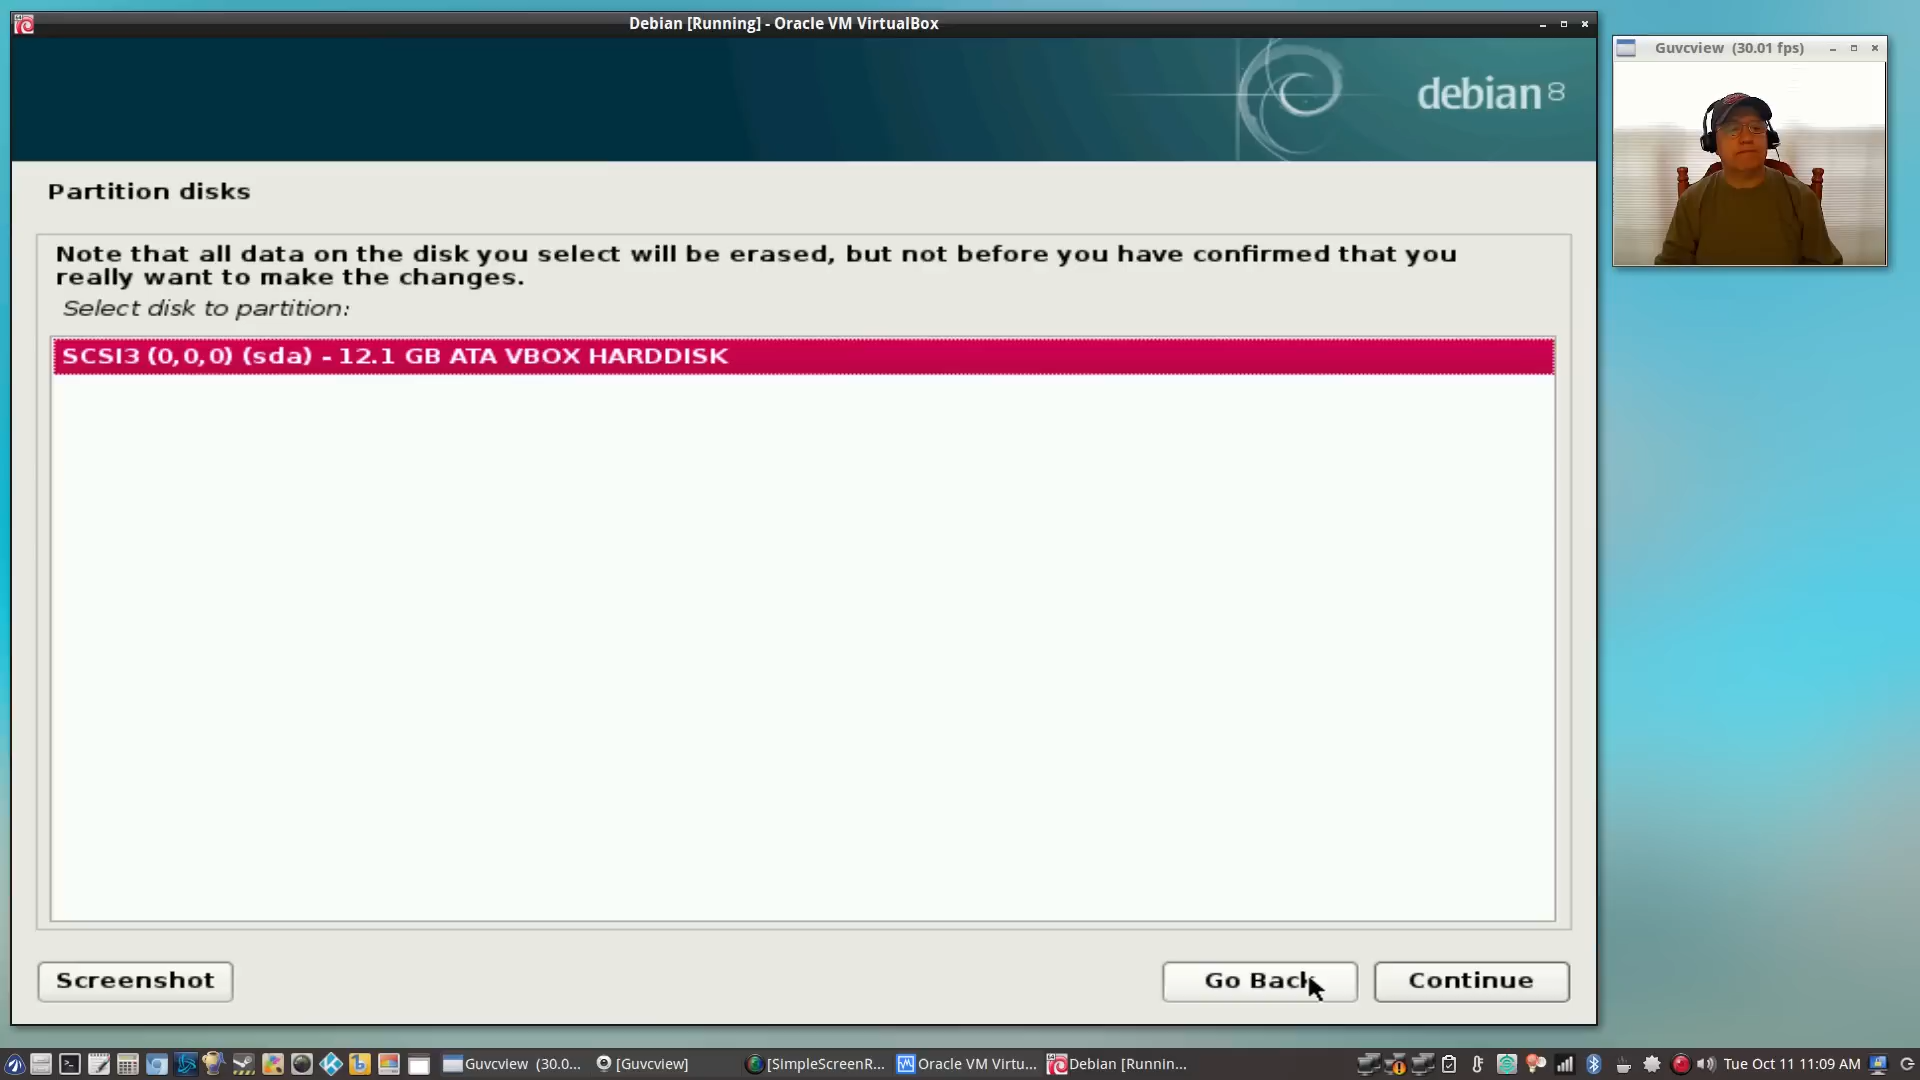 Debian [Running] - Oracle VM VirtualBox
Guvcview (30.01 fps)
debian 8
Partition disks
Note that all data on the disk you select will be erased, but not before you have confirmed that you
really want to make the changes.
Select disk to partition:
SCSI3 (0,0,0) (sda) - 12.1 GB ATA VBOX HARDDISK
Screenshot
Go Back
Continue
Guvcview (30.0...
[Guvcview]
[SimpleScreenR...
Oracle VM Virtu...
Debian [Runnin...
Tue Oct 11 11:09 AM